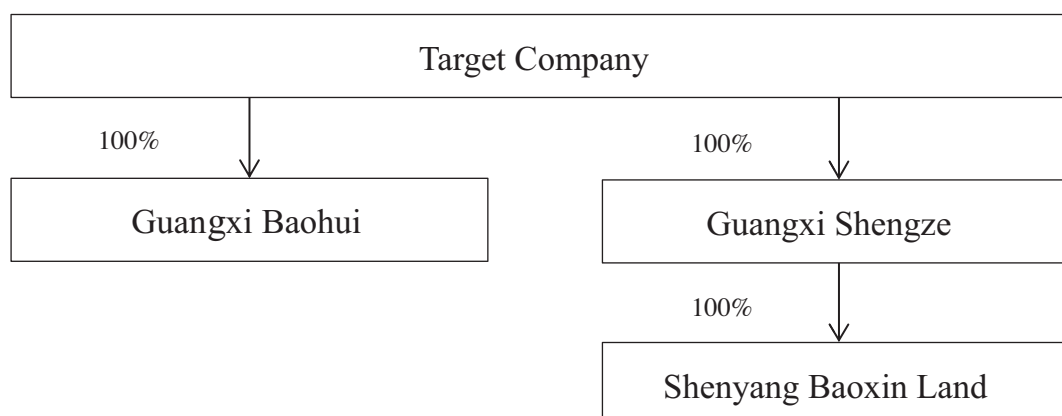 Target Company
100%
100%
Guangxi Baohui
Guangxi Shengze
100%
Shenyang Baoxin Land